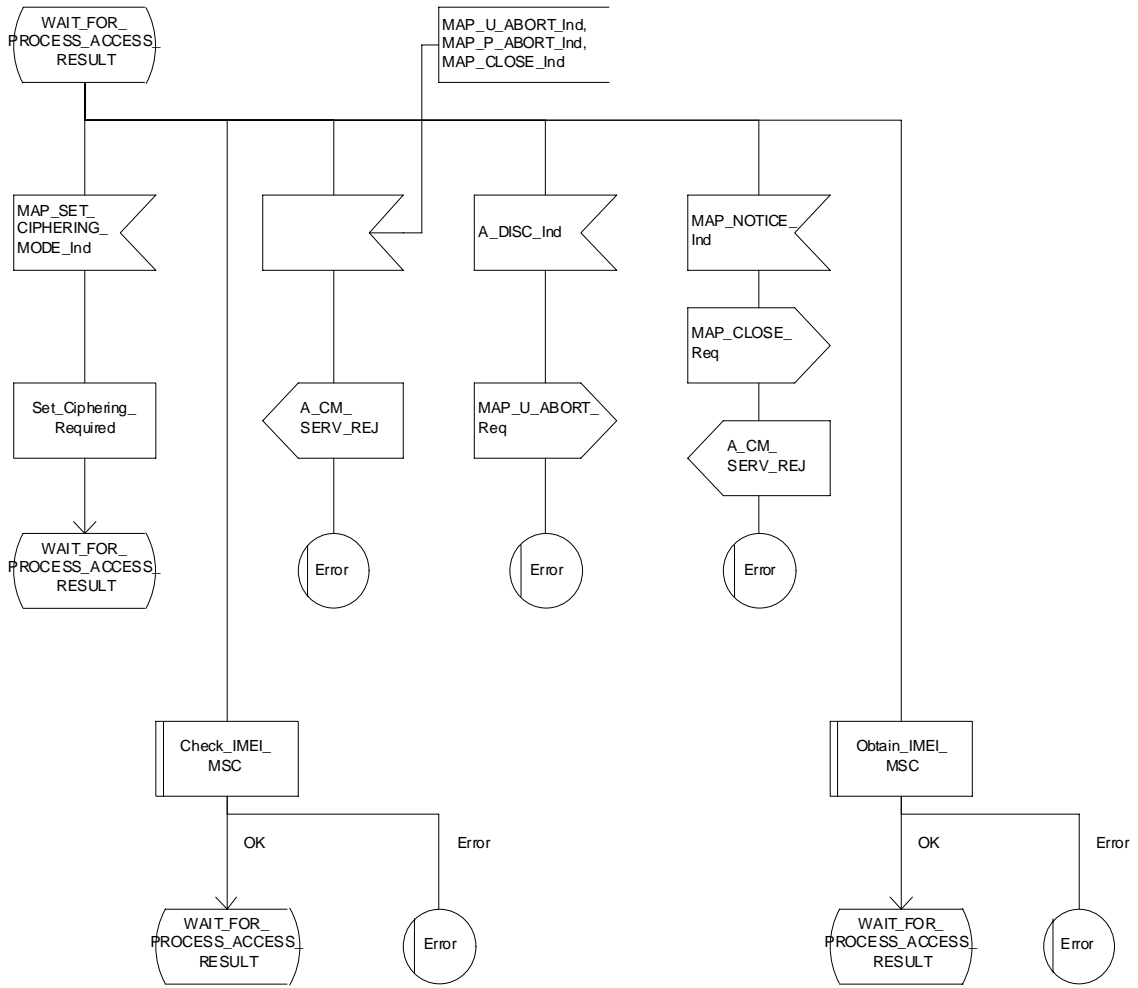 WAIT_FOR_
PROCESS_ACCESS_
RESULT
MAP_U_ABORT_Ind,
MAP_P_ABORT_Ind,
MAP_CLOSE_Ind
MAP_SET_
CIPHERING_
MODE_Ind
A_DISC_Ind
MAP_NOTICE_
Ind
MAP_CLOSE_
Req
Set_Ciphering_
Required
A_CM_
SERV_REJ
MAP_U_ABORT_
Req
A_CM_
SERV_REJ
WAIT_FOR_
PROCESS_ACCESS_
RESULT
Error
Error
Error
Check_IMEI_
MSC
Obtain_IMEI_
MSC
OK
Error
OK
Error
WAIT_FOR_
PROCESS_ACCESS_
RESULT
Error
WAIT_FOR_
PROCESS_ACCESS_
RESULT
Error